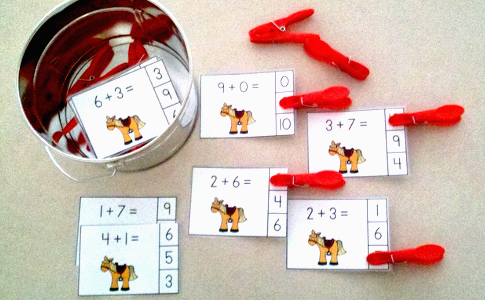 6 + 3 =
3
9
9 + 0 =
0
10
3 + 7 =
9
4
2 + 6 =
4
6
2 + 3 =
1
6
1 + 7 =
9
4 + 1 =
6
5
3